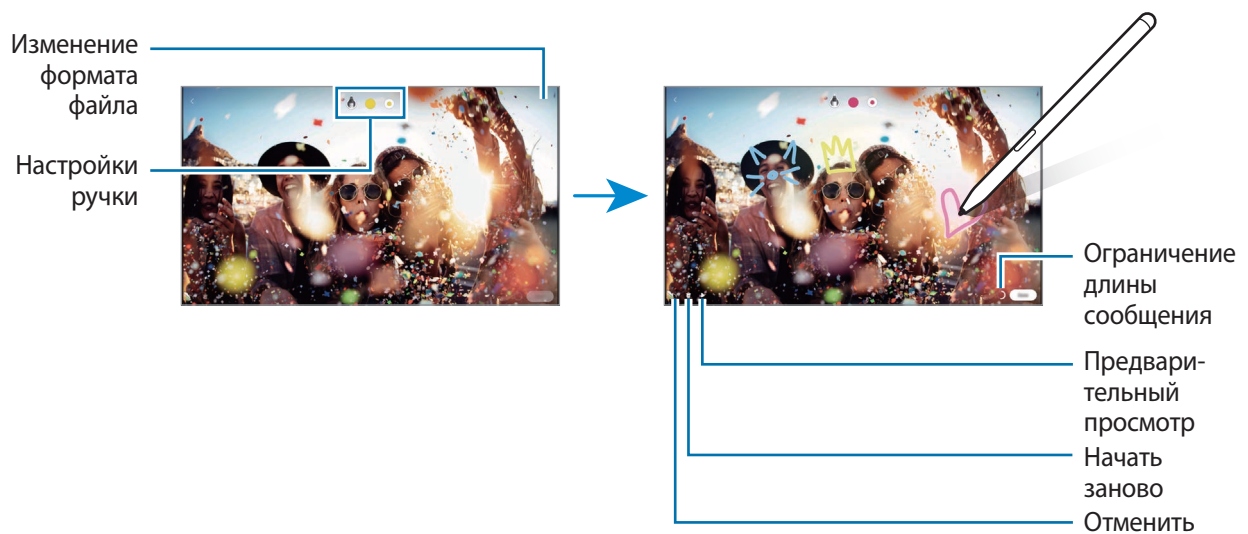 Изменение
формата
файла
Настройки
ручки
Ограничение
длины
сообщения
Предвари-
тельный
просмотр
Начать
заново
Отменить